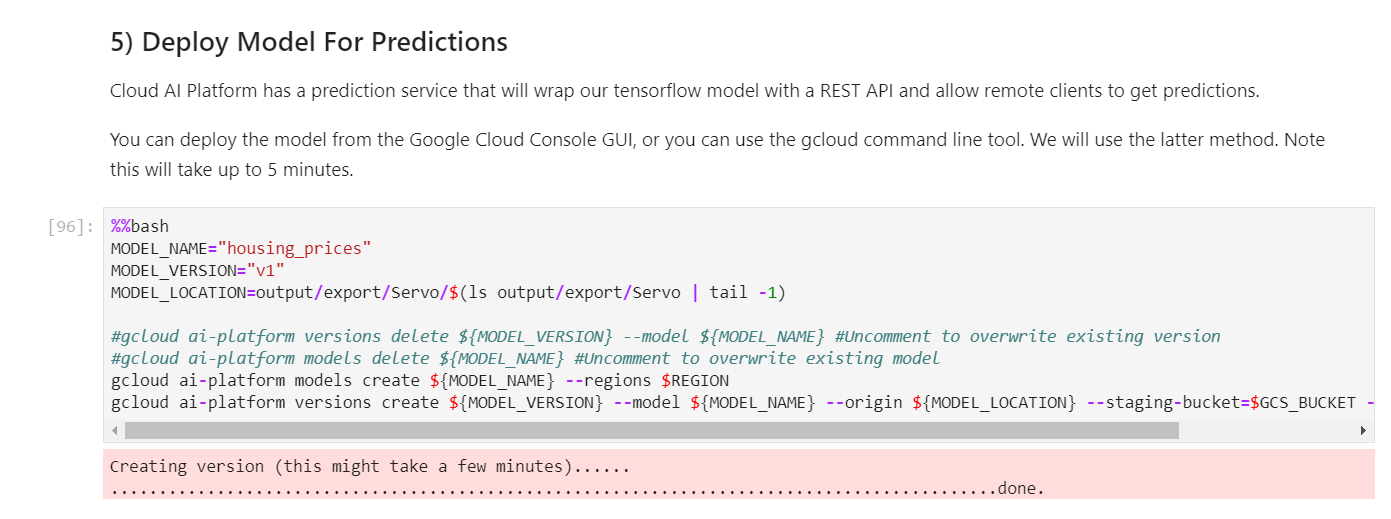 5) Deploy Model For Predictions
Cloud AI Platform has a prediction service that will wrap our tensorflow model with a REST API and allow remote clients to get predictions.
You can deploy the model from the Google Cloud Console GUI, or you can use the gcloud command line tool. We will use the latter method. Note
this will take up to 5 minutes.
[96]: %%bash
MODEL_NAME="housing_prices"
MODEL_VERSION="v1"
MODEL_LOCATION=output/export/Servo/$(ls output/export/Servo | tail -1)
#gcloud ai-platform versions delete ${MODEL_VERSION} --model ${MODEL_NAME} #Uncomment to overwrite existing version
#gcloud ai-platform models delete ${MODEL_NAME} #Uncomment to overwrite existing model
gcloud ai-platform models create ${MODEL_NAME} --regions $REGION
gcloud ai-platform versions create ${MODEL_VERSION} --model ${MODEL_NAME} --origin ${MODEL_LOCATION} --staging-bucket=$GCS_BUCKET -
Creating version (this might take a few minutes)......
............................................................................................done.